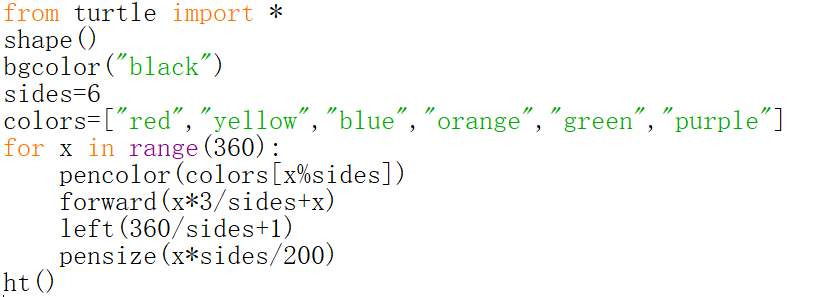 from turtle import *
shape()
bgcolor("black")
sides=6
colors=["red","yellow","blue","orange","green","purple"]
for x in range(360):
    pencolor(colors[x%sides])
    forward(x*3/sides+x)
    left(360/sides+1)
    pensize(x*sides/200)
ht()